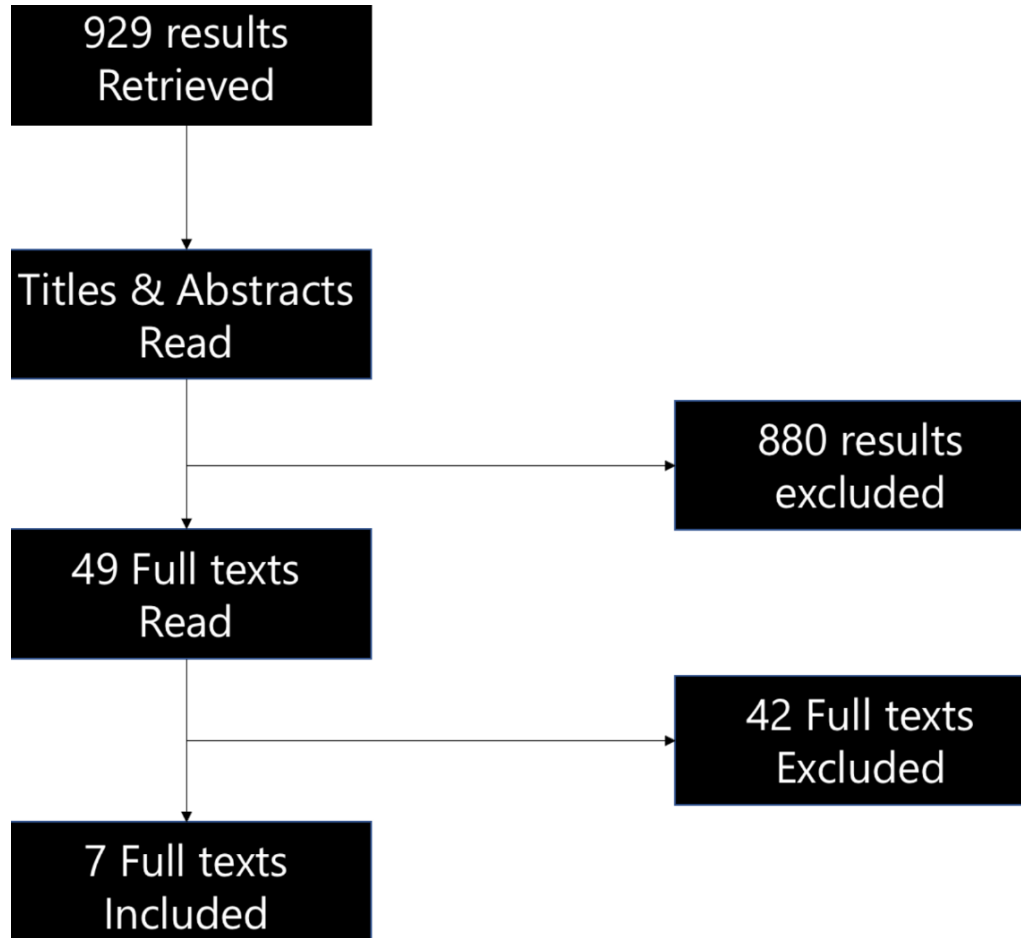 929 results
Retrieved
Titles & Abstracts
Read
880 results
excluded
49 Full texts
Read
42 Full texts
Excluded
7 Full texts
Included